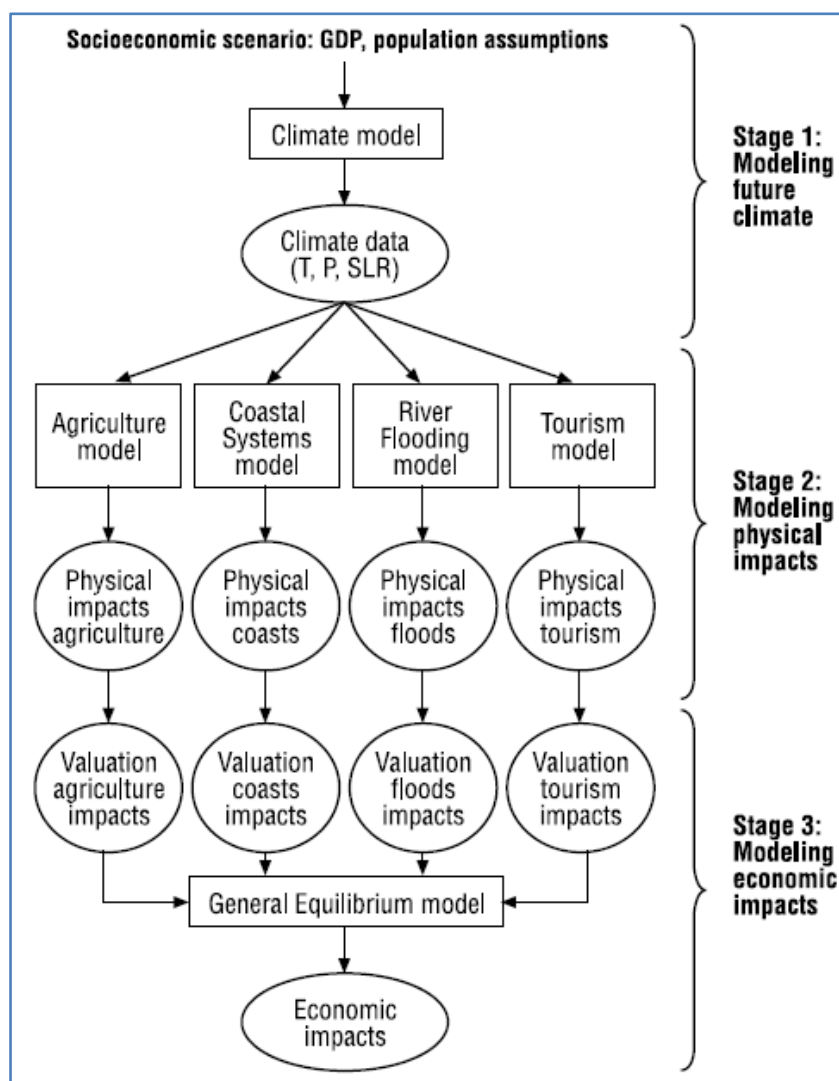 Socioeconomic scenario: GDP, population assumptions
Climate model
Climate data
(T, P, SLR)
Stage 1:
Modeling
future
climate
Agriculture
model
Coastal
Systems
model
River
Flooding
model
Tourism
model
Physical
impacts
agriculture
Physical
impacts
coasts
Physical
impacts
floods
Physical
impacts
tourism
Stage 2:
Modeling
physical
impacts
Valuation
agriculture
impacts
Valuation
coasts
impacts
Valuation
floods
impacts
Valuation
tourism
impacts
General Equilibrium model
Economic
impacts
Stage 3:
Modeling
economic
impacts